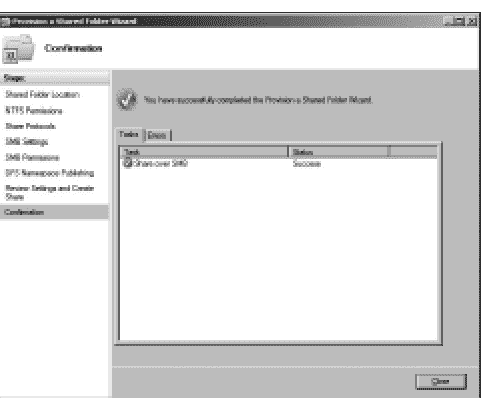 Provision a Shared Folder Wizard
Confirmation
Steps:
Shared Folder Location
NTFS Permissions
Share Protocols
SMB Settings
SMB Permissions
DFS Namespace Publishing
Review Settings and Create
Share
Confirmation
You have successfully completed the Provision a Shared Folder Wizard.
Tasks
Errors
Task
Status
Share over SMB
Success
Close